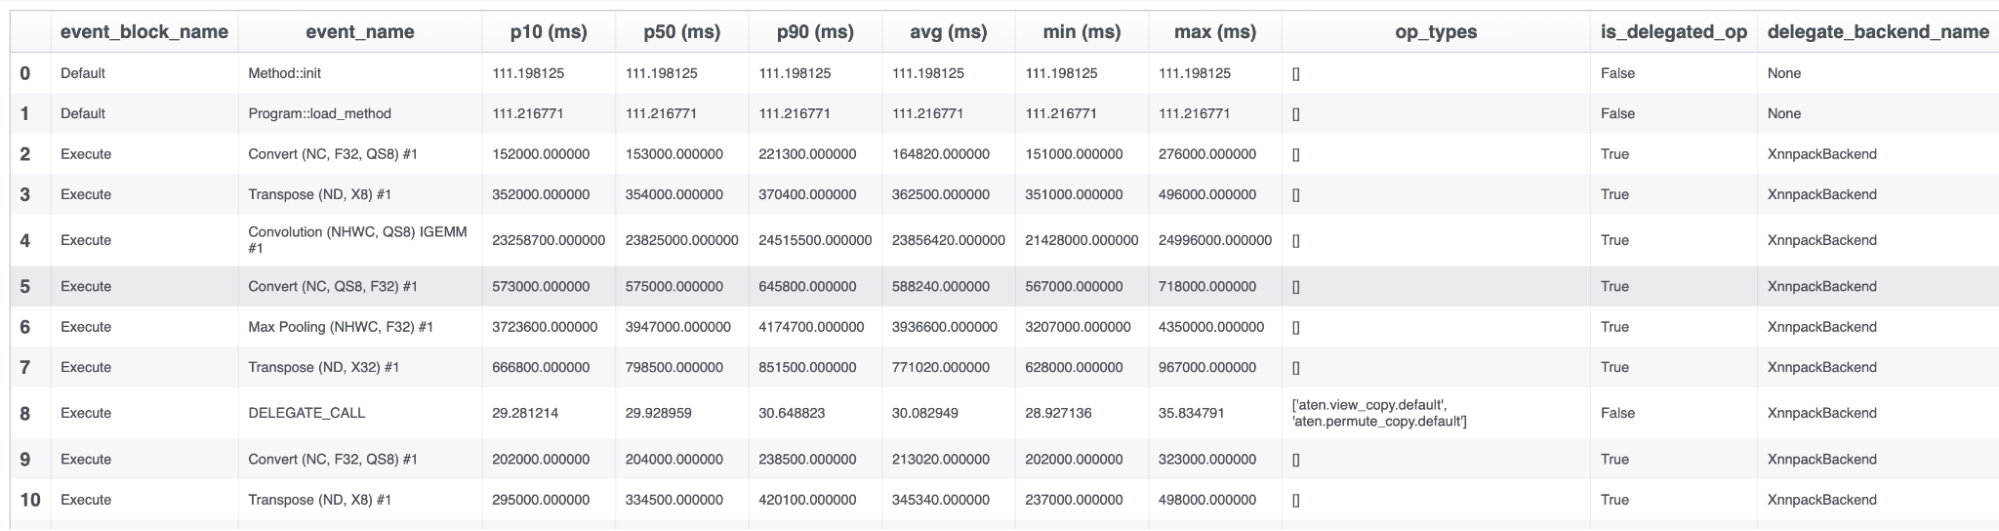 event_block_name event_name p10 (ms) p50 (ms) p90 (ms) avg (ms) min (ms) max (ms) op_types is_delegated_op delegate_backend_name
0 Default Method::init 111.198125 111.198125 111.198125 111.198125 111.198125 111.198125 [] False None
1 Default Program::load_method 111.216771 111.216771 111.216771 111.216771 111.216771 111.216771 [] False None
2 Execute Convert (NC, F32, QS8) #1 152000.000000 153000.000000 221300.000000 164820.000000 151000.000000 276000.000000 [] True XnnpackBackend
3 Execute Transpose (ND, X8) #1 352000.000000 354000.000000 370400.000000 362500.000000 351000.000000 496000.000000 [] True XnnpackBackend
4 Execute Convolution (NHWC, QS8) IGEMM
#1 23258700.000000 23825000.000000 24515500.000000 23856420.000000 21428000.000000 24996000.000000 [] True XnnpackBackend
5 Execute Convert (NC, QS8, F32) #1 573000.000000 575000.000000 645800.000000 588240.000000 567000.000000 718000.000000 [] True XnnpackBackend
6 Execute Max Pooling (NHWC, F32) #1 3723600.000000 3947000.000000 4174700.000000 3936600.000000 3207000.000000 4350000.000000 [] True XnnpackBackend
7 Execute Transpose (ND, X32) #1 666800.000000 798500.000000 851500.000000 771020.000000 628000.000000 967000.000000 [] True XnnpackBackend
8 Execute DELEGATE_CALL 29.281214 29.928959 30.648823 30.082949 28.927136 35.834791 ['aten.view_copy.default',
'aten.permute_copy.default'] False XnnpackBackend
9 Execute Convert (NC, F32, QS8) #1 202000.000000 204000.000000 238500.000000 213020.000000 202000.000000 323000.000000 [] True XnnpackBackend
10 Execute Transpose (ND, X8) #1 295000.000000 334500.000000 420100.000000 345340.000000 237000.000000 498000.000000 [] True XnnpackBackend